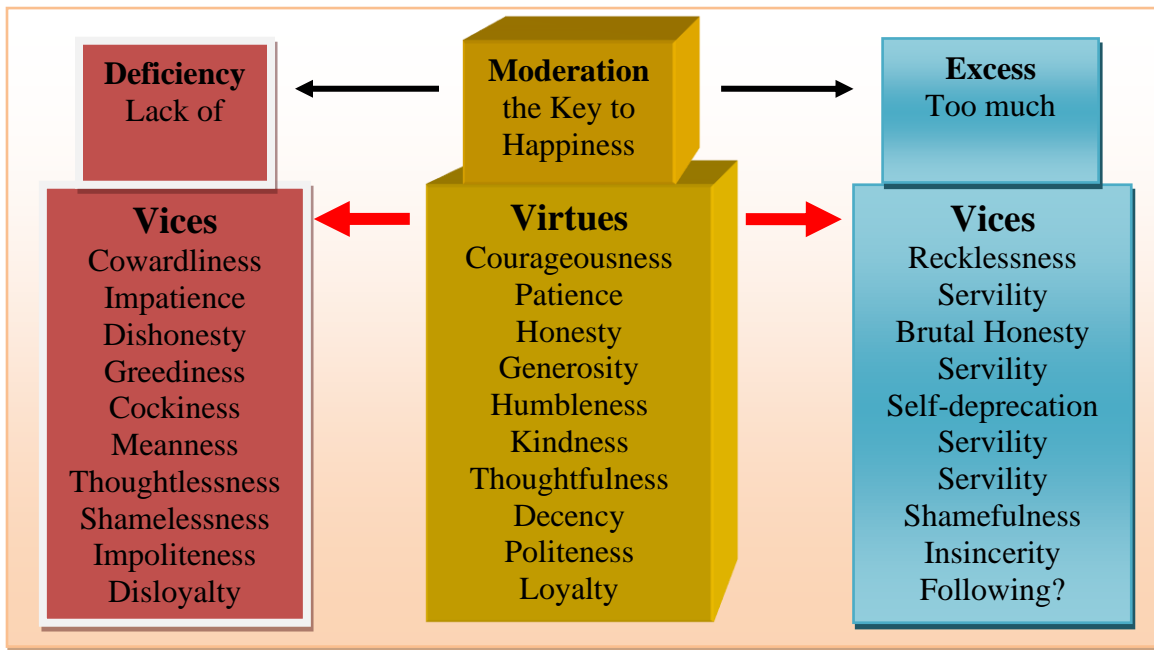 Deficiency
Lack of
Moderation
the Key to
Happiness
Excess
Too much
Vices
Cowardliness
Impatience
Dishonesty
Greediness
Cockiness
Meanness
Thoughtlessness
Shamelessness
Impoliteness
Disloyalty
Virtues
Courageousness
Patience
Honesty
Generosity
Humbleness
Kindness
Thoughtfulness
Decency
Politeness
Loyalty
Vices
Recklessness
Servility
Brutal Honesty
Servility
Self-deprecation
Servility
Servility
Shamefulness
Insincerity
Following?